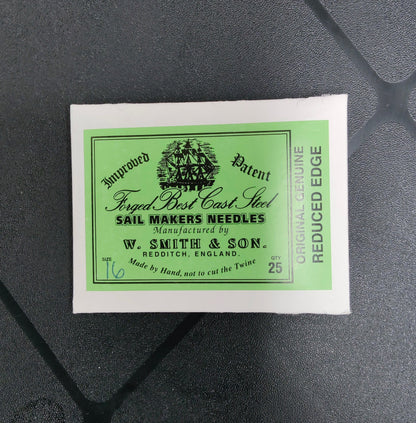 Improved Patent
Forged Best Cast Steel
SAIL MAKERS NEEDLES
Manufactured by
W. SMITH & SON.
REDDITCH, ENGLAND.
Made by Hand, not to cut the Twine
SIZE 16
QTY 25
ORIGINAL GENUINE
REDUCED EDGE